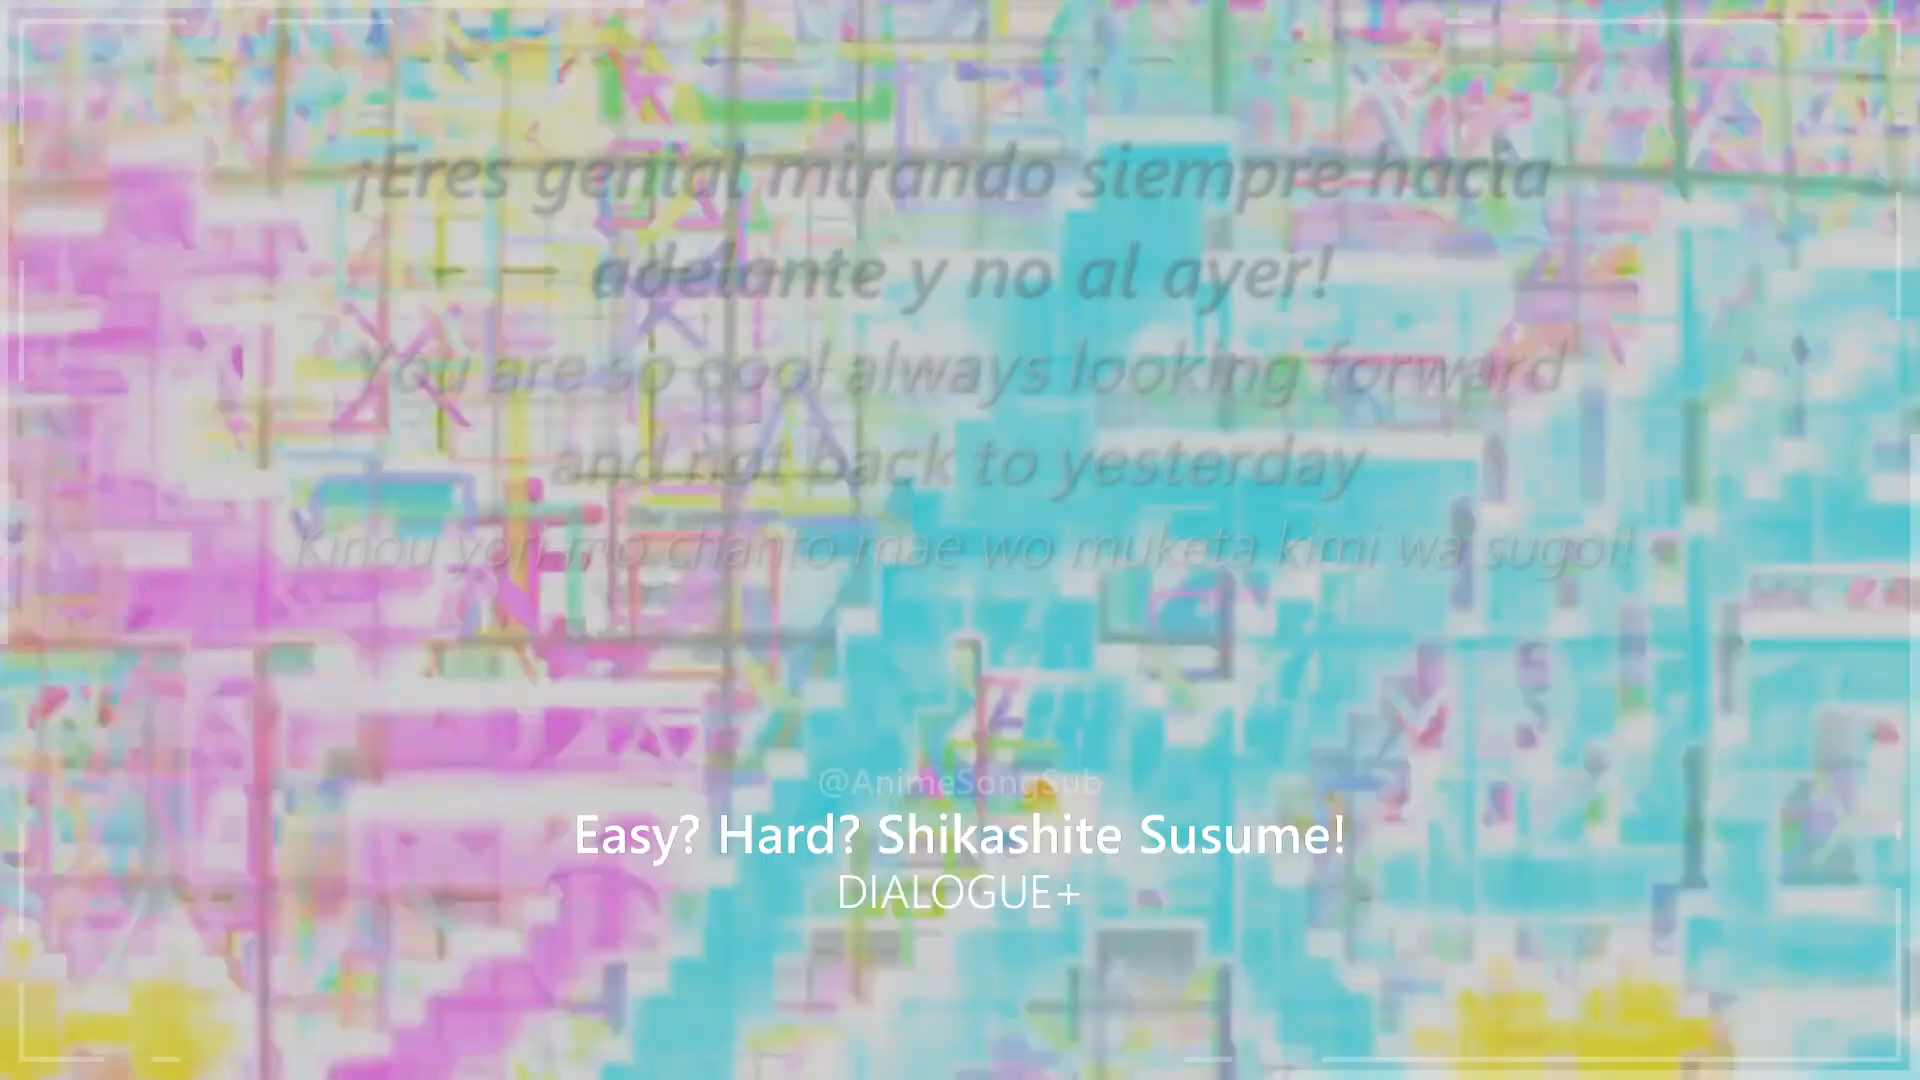 ¡Eres genial mirando siempre hacia
adelante y no al ayer!
You are so cool always looking forward
and not back to yesterday
Kinou yori mo chanto mae wo muketa kimi wa sugoi!
@AnimeSongSub
Easy? Hard? Shikashite Susume!
DIALOGUE+